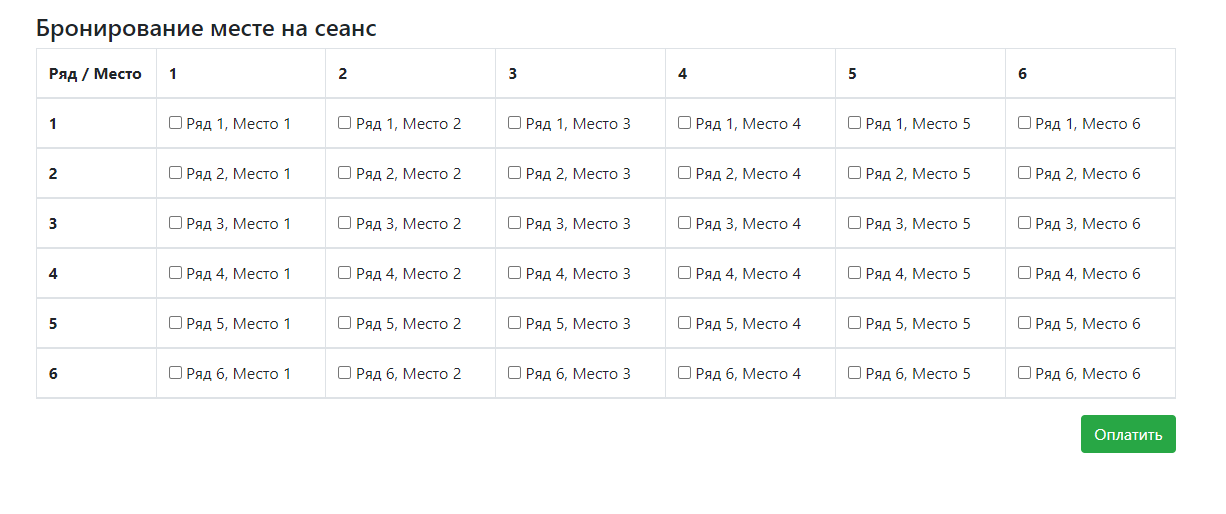 Бронирование месте на сеанс
Ряд / Место 1 2 3 4 5 6
1 Ряд 1, Место 1 Ряд 1, Место 2 Ряд 1, Место 3 Ряд 1, Место 4 Ряд 1, Место 5 Ряд 1, Место 6
2 Ряд 2, Место 1 Ряд 2, Место 2 Ряд 2, Место 3 Ряд 2, Место 4 Ряд 2, Место 5 Ряд 2, Место 6
3 Ряд 3, Место 1 Ряд 3, Место 2 Ряд 3, Место 3 Ряд 3, Место 4 Ряд 3, Место 5 Ряд 3, Место 6
4 Ряд 4, Место 1 Ряд 4, Место 2 Ряд 4, Место 3 Ряд 4, Место 4 Ряд 4, Место 5 Ряд 4, Место 6
5 Ряд 5, Место 1 Ряд 5, Место 2 Ряд 5, Место 3 Ряд 5, Место 4 Ряд 5, Место 5 Ряд 5, Место 6
6 Ряд 6, Место 1 Ряд 6, Место 2 Ряд 6, Место 3 Ряд 6, Место 4 Ряд 6, Место 5 Ряд 6, Место 6
Оплатить